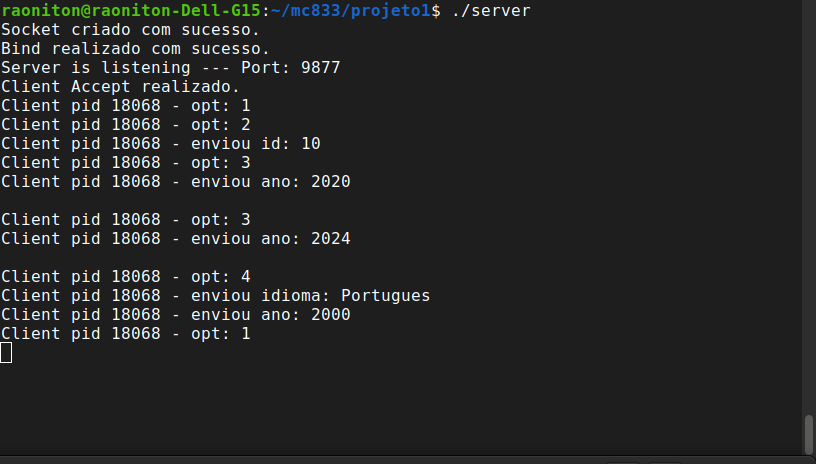 raoniton@raoniton-Dell-G15:~/mc833/projeto1$ ./server
Socket criado com sucesso.
Bind realizado com sucesso.
Server is listening --- Port: 9877
Client Accept realizado.
Client pid 18068 - opt: 1
Client pid 18068 - opt: 2
Client pid 18068 - enviou id: 10
Client pid 18068 - opt: 3
Client pid 18068 - enviou ano: 2020
Client pid 18068 - opt: 3
Client pid 18068 - enviou ano: 2024
Client pid 18068 - opt: 4
Client pid 18068 - enviou idioma: Portugues
Client pid 18068 - enviou ano: 2000
Client pid 18068 - opt: 1